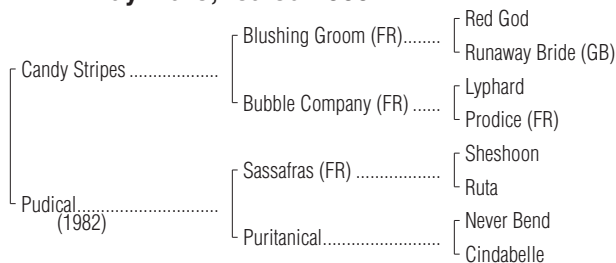 Red God
Blushing Groom (FR)........
Runaway Bride (GB)
Candy Stripes ...................
Lyphard
Bubble Company (FR) ......
Prodice (FR)
Sheshoon
Sassafras (FR) ..................
Ruta
Pudical..............................
(1982)
Never Bend
Puritanical.........................
Cindabelle